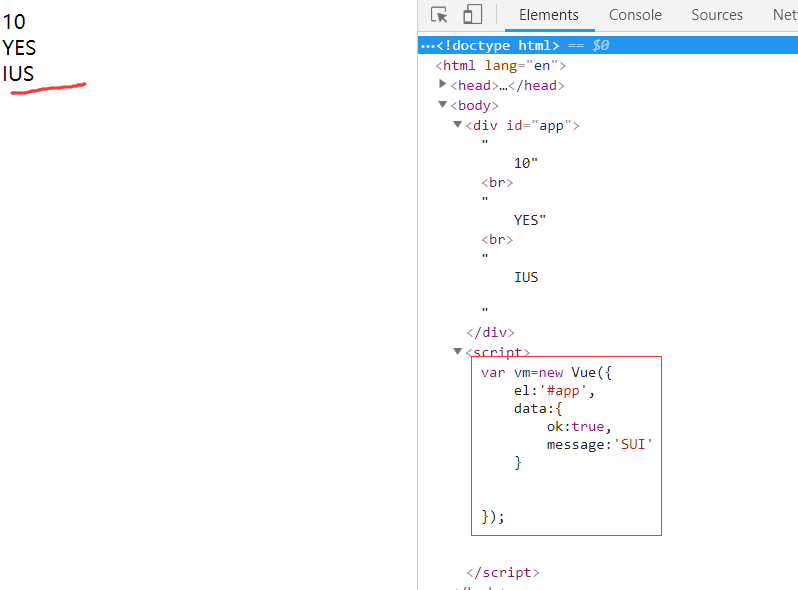 10
YES
IUS
Elements Console Sources Net
···<!doctype html> == $0
<html lang="en">
<head>…</head>
<body>
<div id="app">
"
10"
<br>
"
YES"
<br>
"
IUS
"
</div>
<script>
var vm=new Vue({
el:'#app',
data:{
ok:true,
message:'SUI'
}
});
</script>